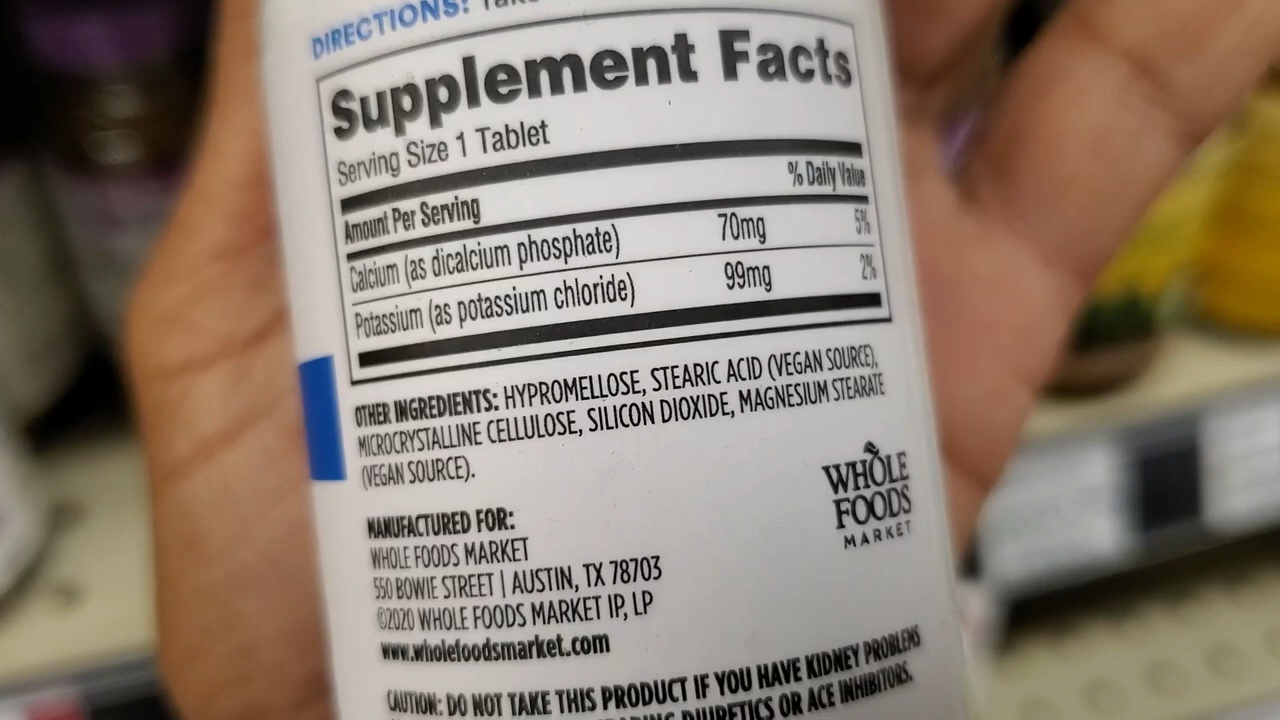 DIRECTIONS:
Supplement Facts
Serving Size 1 Tablet
% Daily Value
Amount Per Serving
Calcium (as dicalcium phosphate) 70mg 5%
Potassium (as potassium chloride) 99mg 2%
OTHER INGREDIENTS: HYPROMELLOSE, STEARIC ACID (VEGAN SOURCE),
MICROCRYSTALLINE CELLULOSE, SILICON DIOXIDE, MAGNESIUM STEARATE
(VEGAN SOURCE).
WHOLE
FOODS
MARKET
MANUFACTURED FOR:
WHOLE FOODS MARKET
550 BOWIE STREET | AUSTIN, TX 78703
©2020 WHOLE FOODS MARKET IP, LP
www.wholefoodsmarket.com
CAUTION: DO NOT TAKE THIS PRODUCT IF YOU HAVE KIDNEY PROBLEMS
DIURETICS OR ACE INHIBITORS.